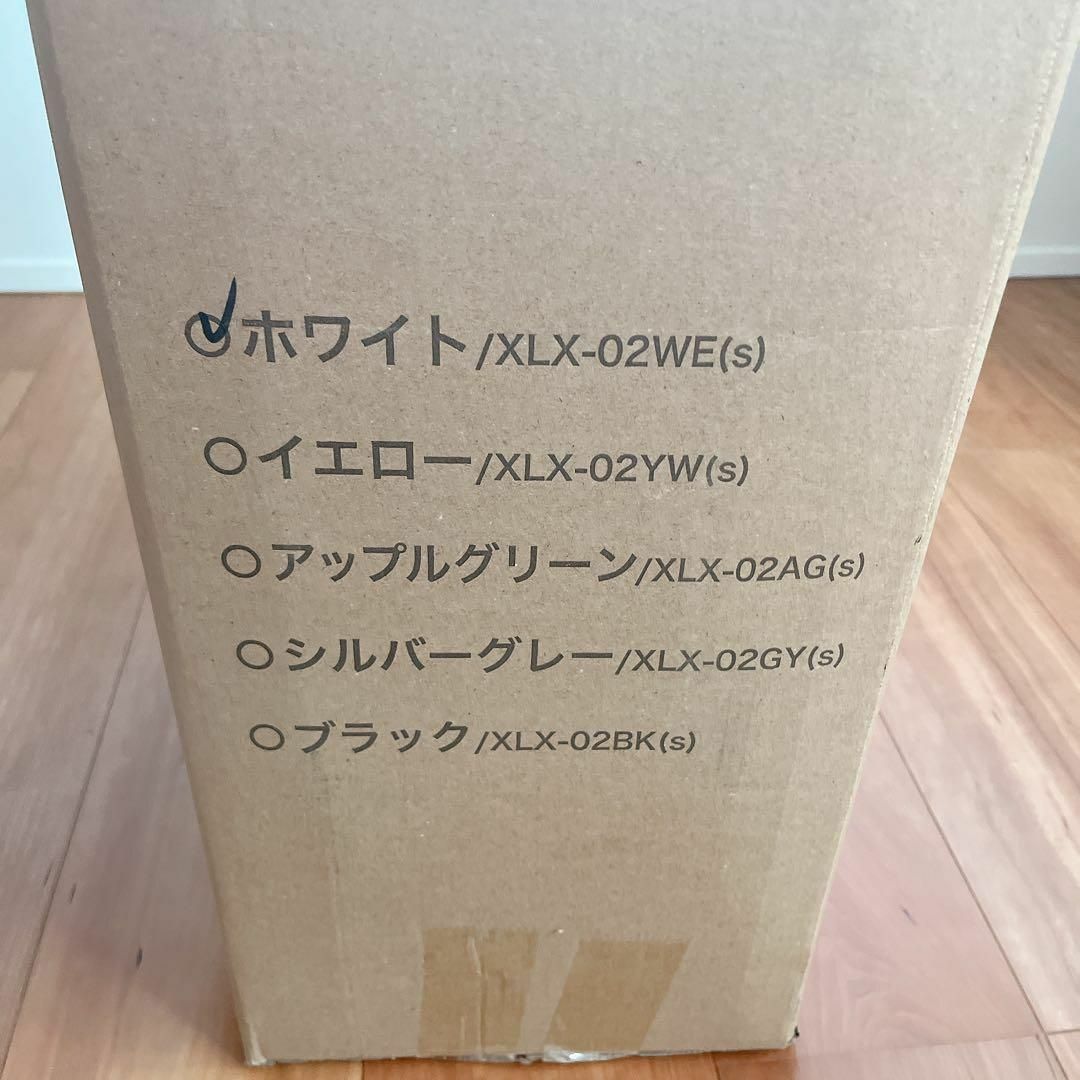 ホワイト/XLX-02WE(s)
イエロー/XLX-02YW(s)
アップルグリーン/XLX-02AG(s)
シルバーグレー/XLX-02GY(s)
ブラック/XLX-02BK(s)